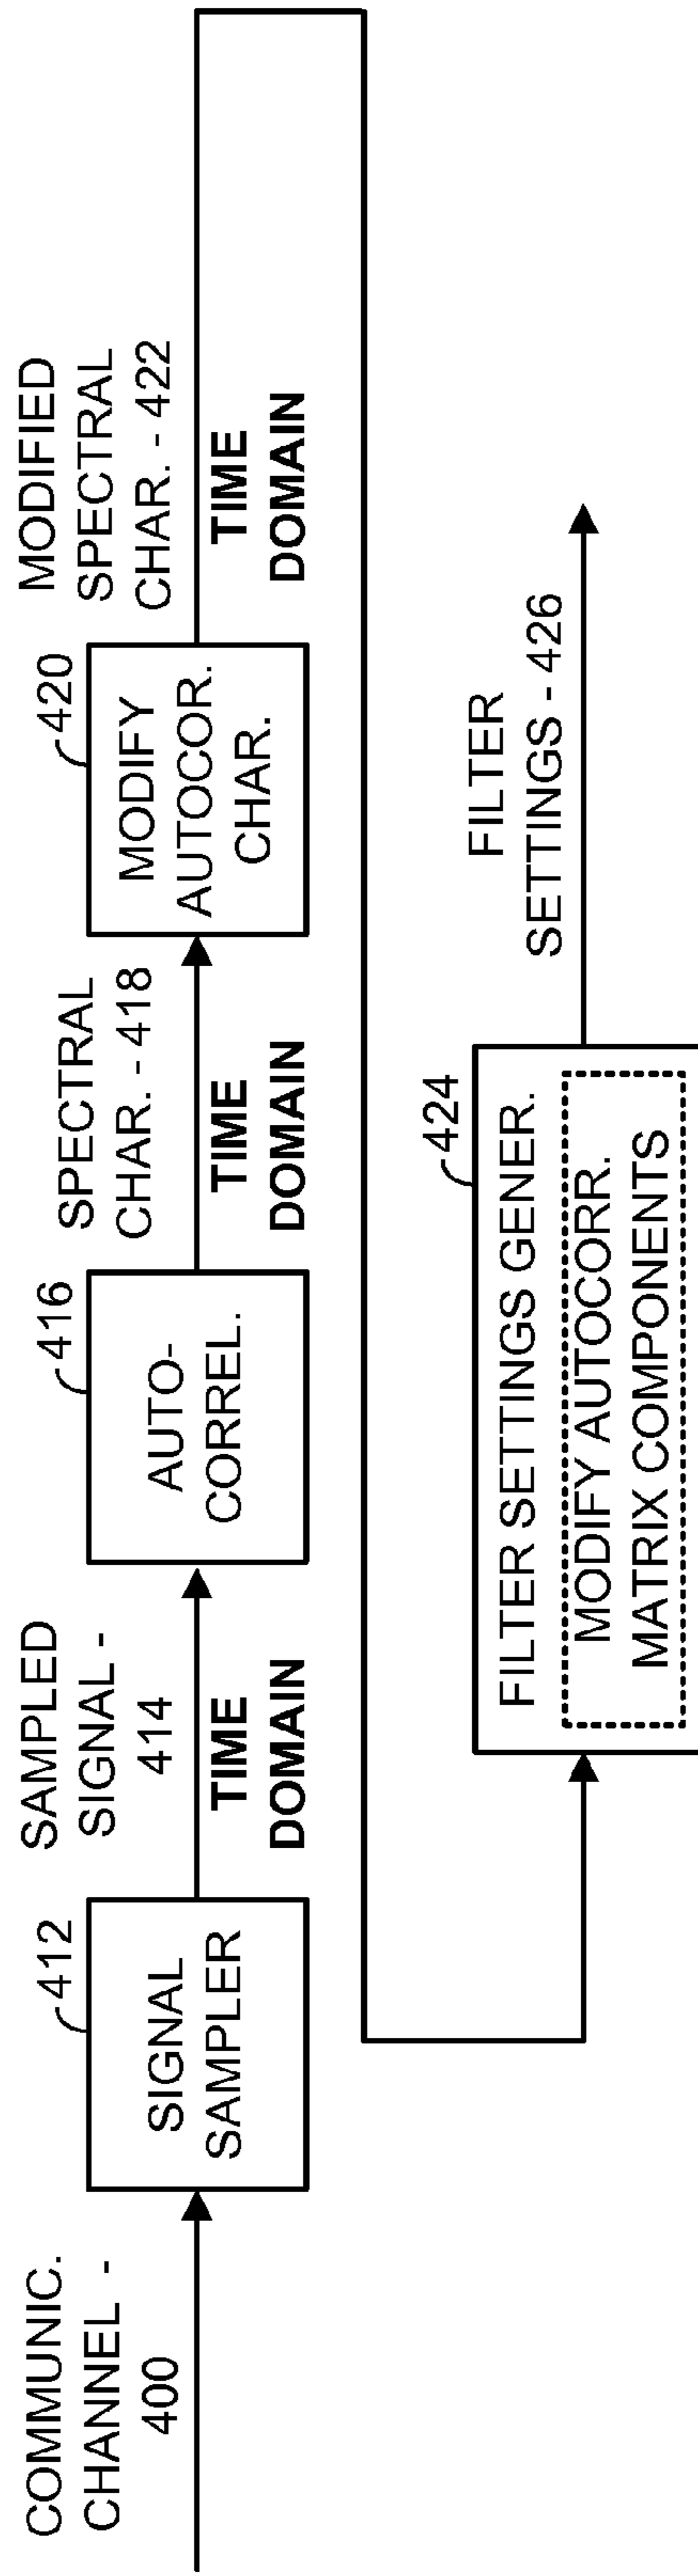 COMMUNIC.
CHANNEL -
400
412
SIGNAL
SAMPLER
SAMPLED
SIGNAL -
414
TIME
DOMAIN
416
AUTO-
CORREL.
SPECTRAL
CHAR. - 418
TIME
DOMAIN
420
MODIFY
AUTOCOR.
CHAR.
MODIFIED
SPECTRAL
CHAR. - 422
TIME
DOMAIN
424
FILTER SETTINGS GENER.
MODIFY AUTOCORR.
MATRIX COMPONENTS
FILTER
SETTINGS - 426